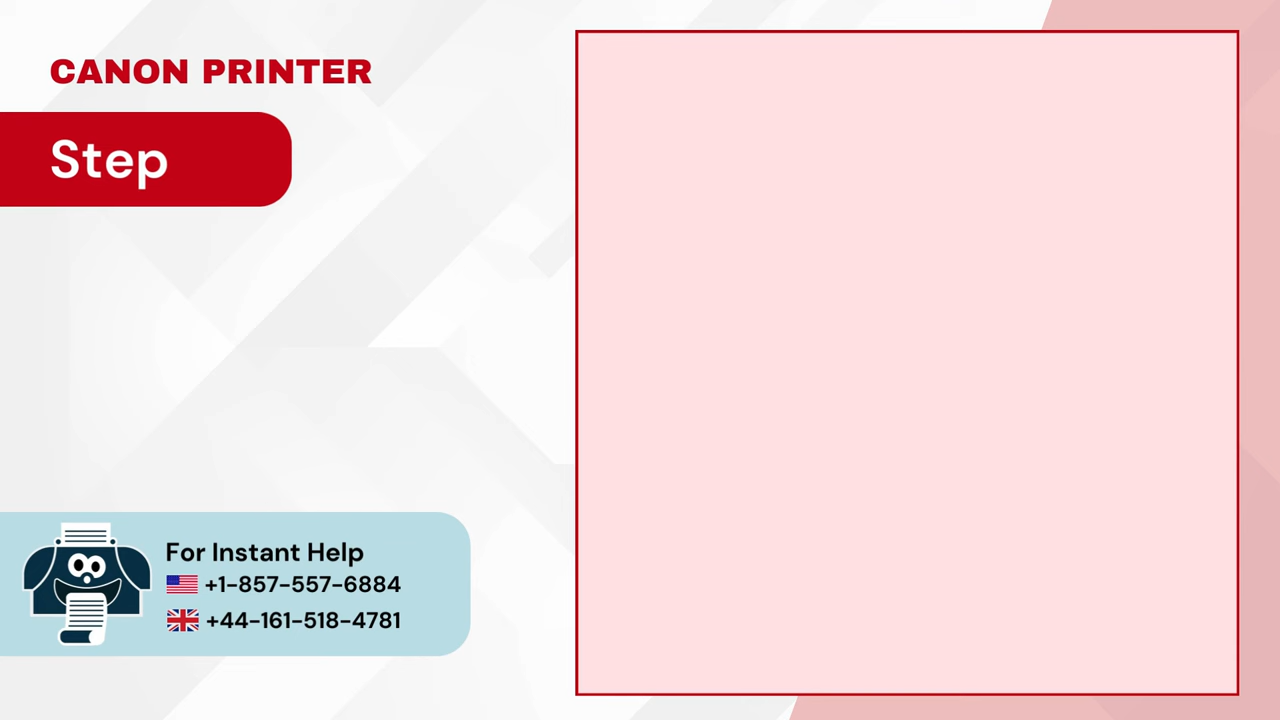 CANON PRINTER
Step
For Instant Help
+1-857-557-6884
+44-161-518-4781